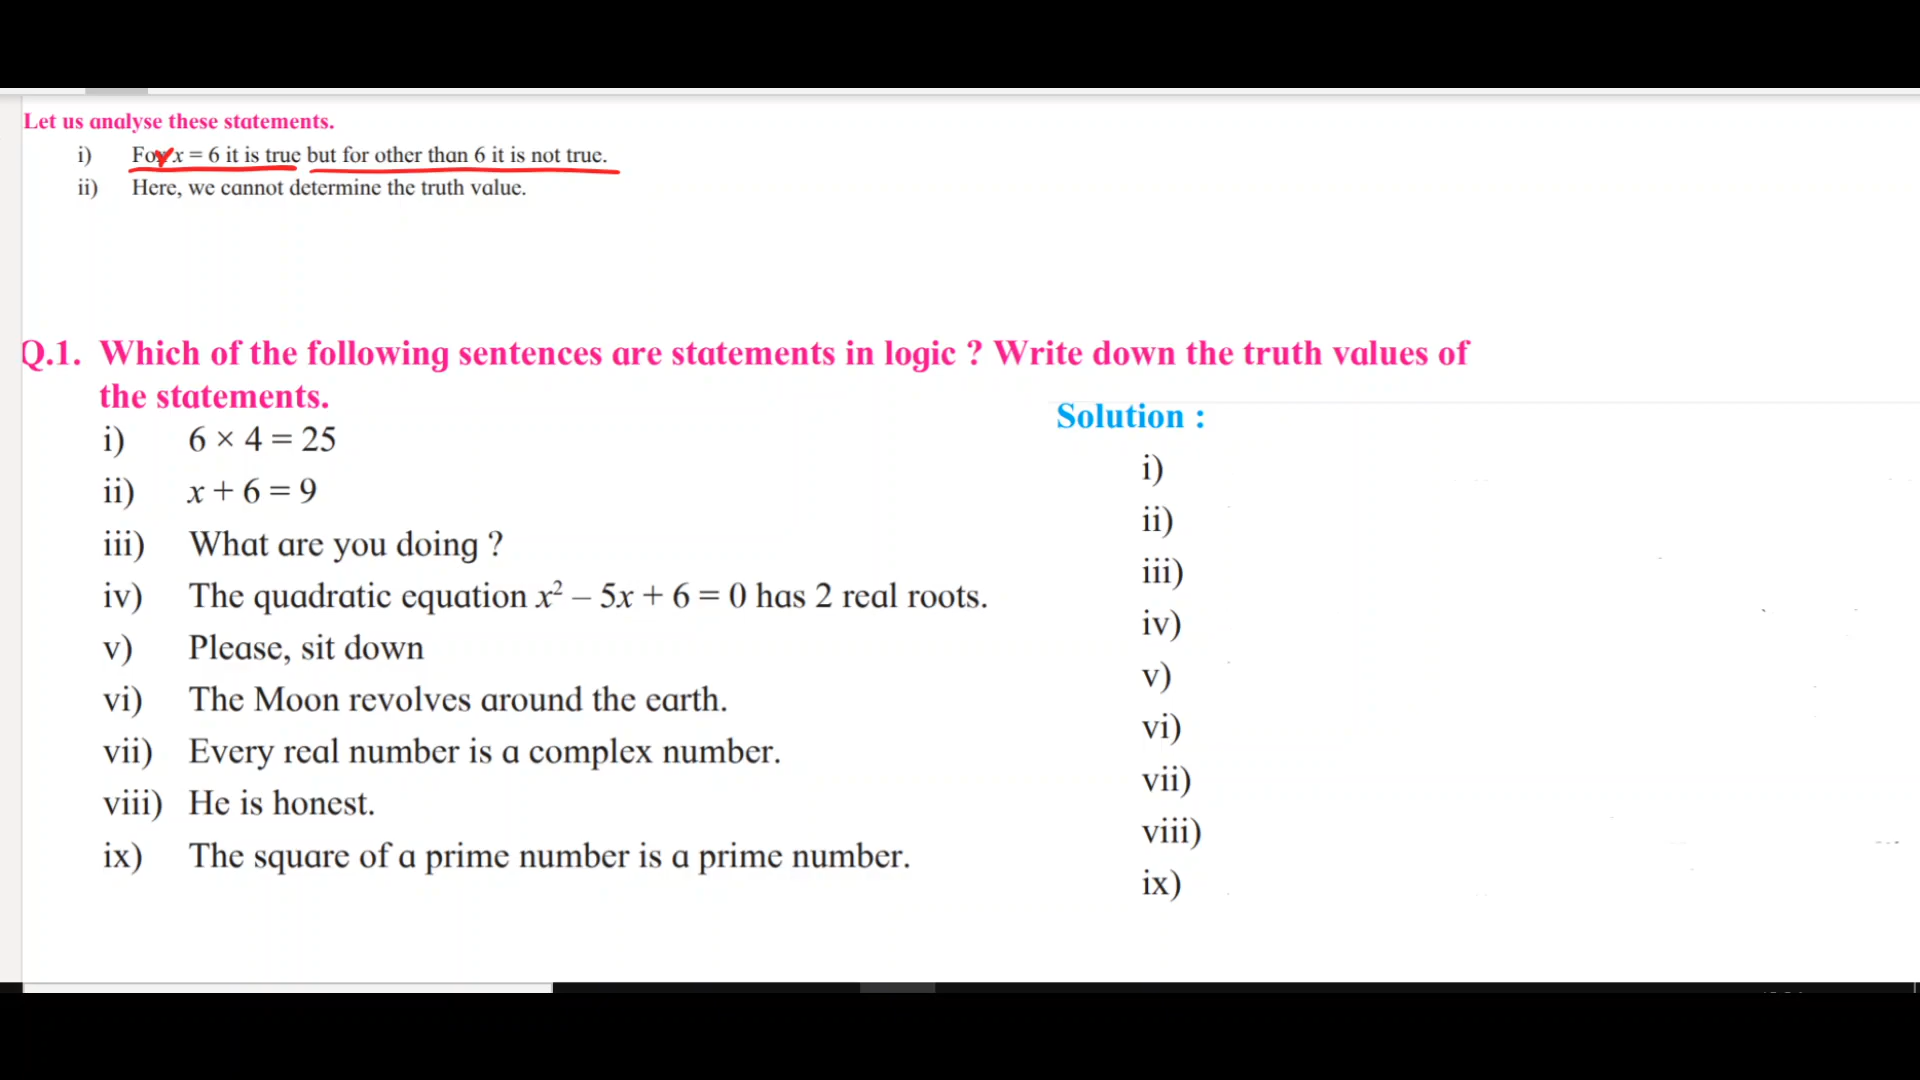 Let us analyse these statements.
i) For x = 6 it is true but for other than 6 it is not true.
ii) Here, we cannot determine the truth value.
Q.1. Which of the following sentences are statements in logic ? Write down the truth values of
the statements.
i) 6 × 4 = 25
ii) x + 6 = 9
iii) What are you doing ?
iv) The quadratic equation x² – 5x + 6 = 0 has 2 real roots.
v) Please, sit down
vi) The Moon revolves around the earth.
vii) Every real number is a complex number.
viii) He is honest.
ix) The square of a prime number is a prime number.
Solution :
i)
ii)
iii)
iv)
v)
vi)
vii)
viii)
ix)